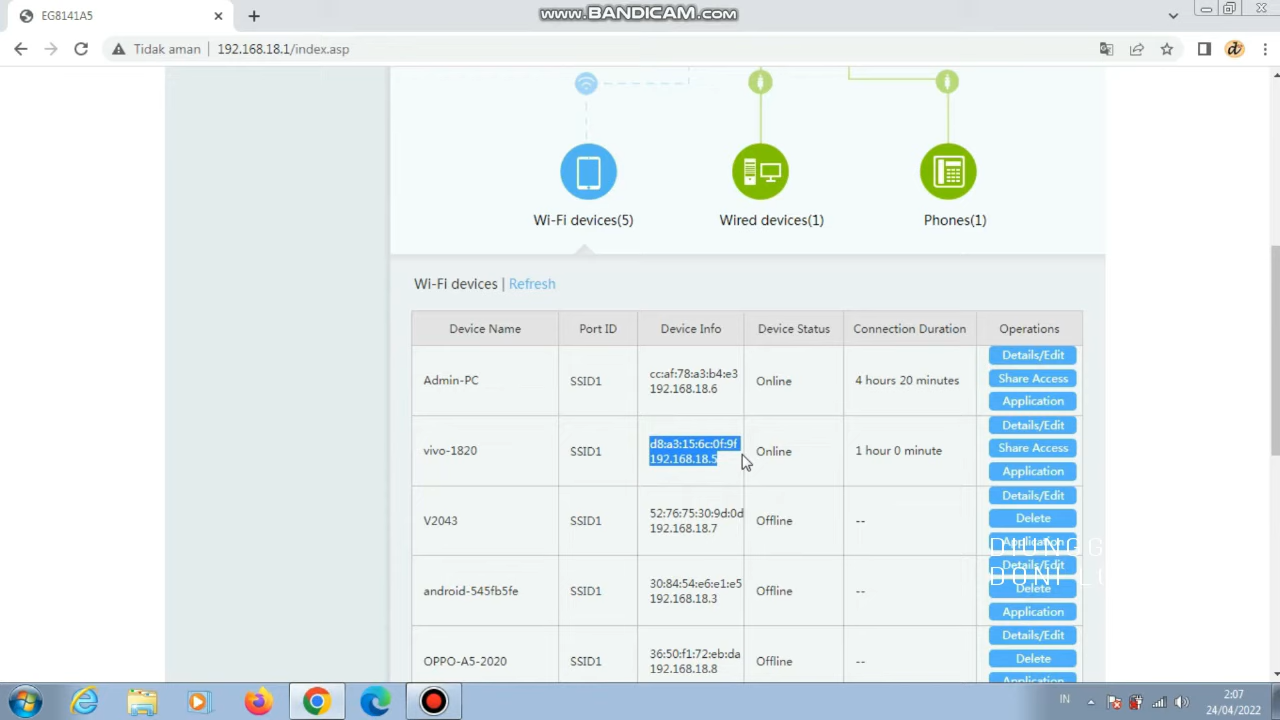 EG8141A5
www.BANDICAM.com
Tidak aman
192.168.18.1/index.asp
Wi-Fi devices(5)
Wired devices(1)
Phones(1)
Wi-Fi devices | Refresh
Device Name
Port ID
Device Info
Device Status
Connection Duration
Operations
Admin-PC
SSID1
cc:af:78:a3:b4:e3
192.168.18.6
Online
4 hours 20 minutes
Details/Edit
Share Access
Application
vivo-1820
SSID1
d8:a3:15:6c:0f:9f
192.168.18.5
Online
1 hour 0 minute
Details/Edit
Share Access
Application
V2043
SSID1
52:76:75:30:9d:0d
192.168.18.7
Offline
--
Details/Edit
Delete
Application
DIUNGG
android-545fb5fe
SSID1
30:84:54:e6:e1:e5
192.168.18.3
Offline
--
Details/Edit
DONI
Delete
Application
OPPO-A5-2020
SSID1
36:50:f1:72:eb:da
192.168.18.8
Offline
--
Details/Edit
Delete
Application
IN
2:07
24/04/2022